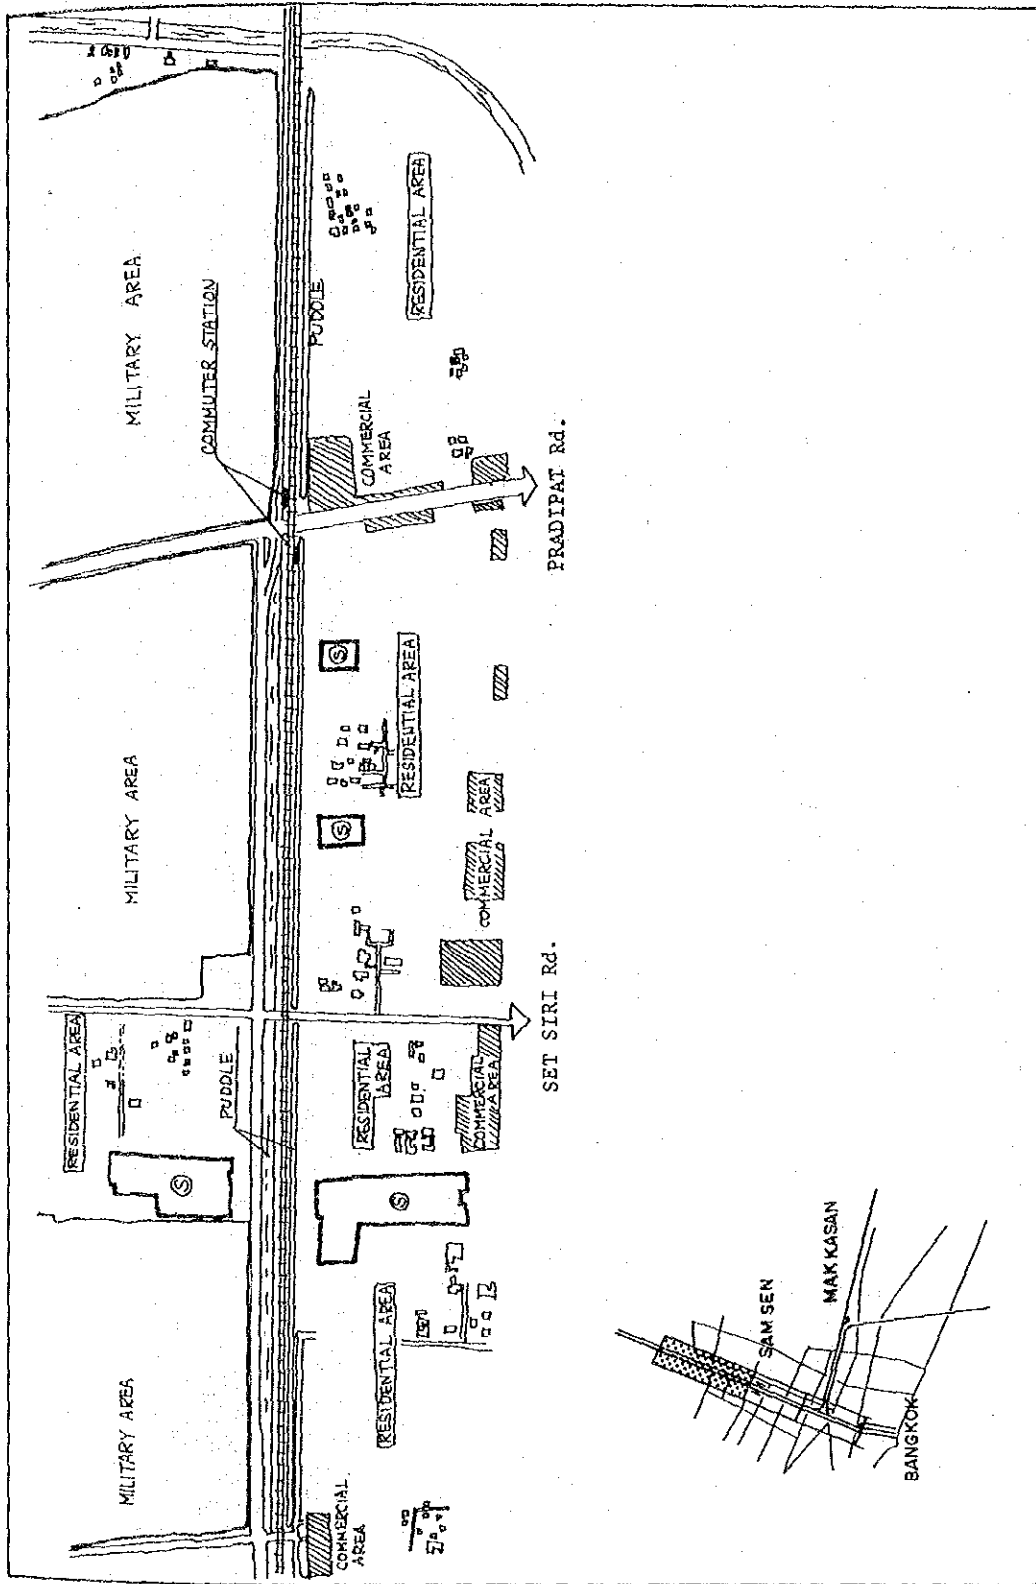 MILITARY AREA
MILITARY AREA
MILITARY AREA
COMMUTER STATION
RESIDENTIAL AREA
PUDDLE
PUDDLE
COMMERCIAL
AREA
RESIDENTIAL
AREA
COMMERCIAL
AREA
COMMERCIAL
AREA
RESIDENTIAL AREA
RESIDENTIAL AREA
RESIDENTIAL AREA
COMMERCIAL AREA
S
S
S
S
SET SIRI Rd.
PRADIPAT Rd.
SAM SEN
MAKKASAN
BANGKOK